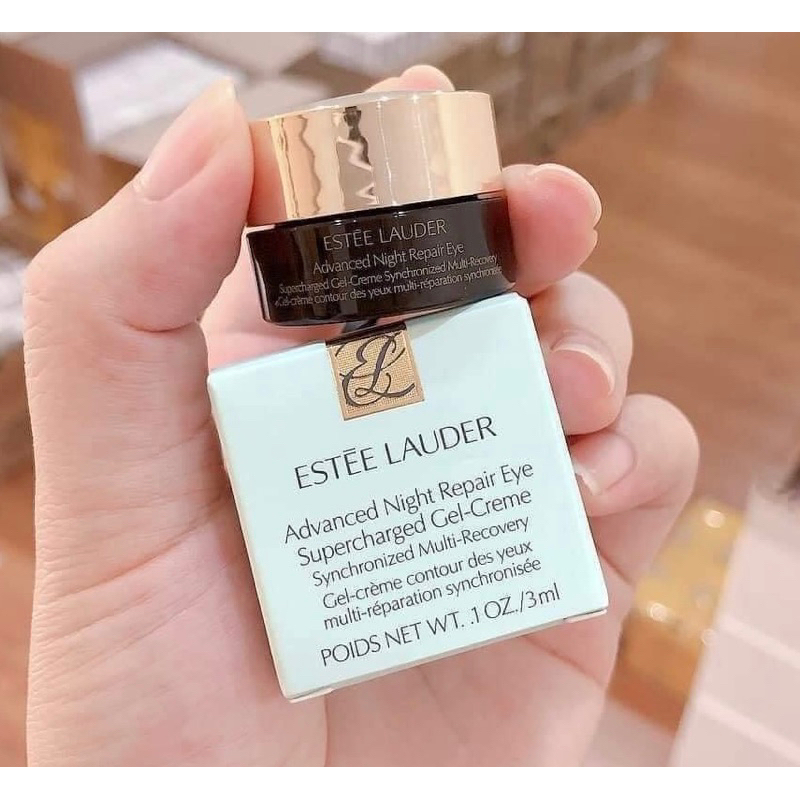 ESTĒE LAUDER
Advanced Night Repair Eye
Supercharged Gel-Creme Synchronized Multi-Recovery
Gel-crème contour des yeux multi-réparation synchronisée
EL
ESTĒE LAUDER
Advanced Night Repair Eye
Supercharged Gel-Creme
Synchronized Multi-Recovery
Gel-crème contour des yeux
multi-réparation synchronisée
POIDS NET WT. .1 OZ./3ml